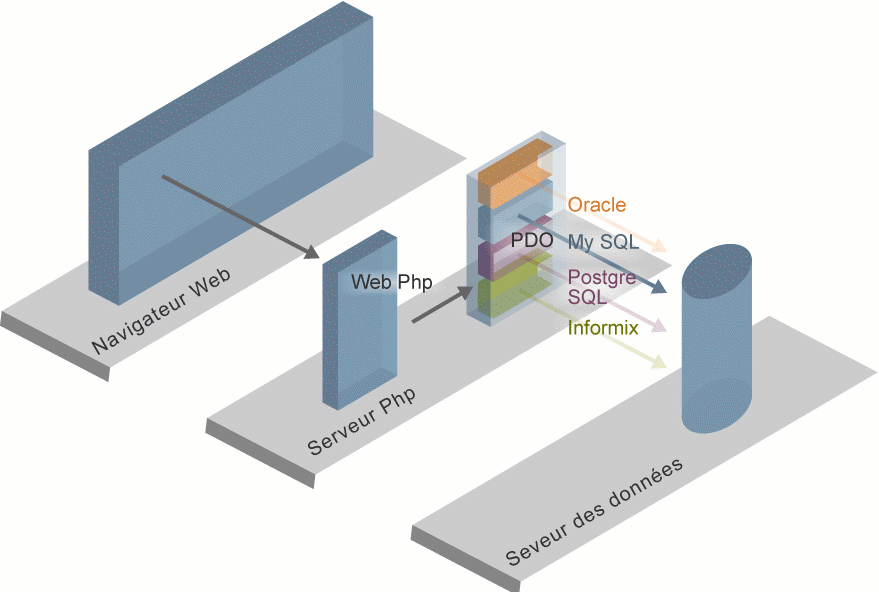 Navigateur Web
Web Php
Serveur Php
PDO
Oracle
My SQL
Postgre
SQL
Informix
Seveur des données